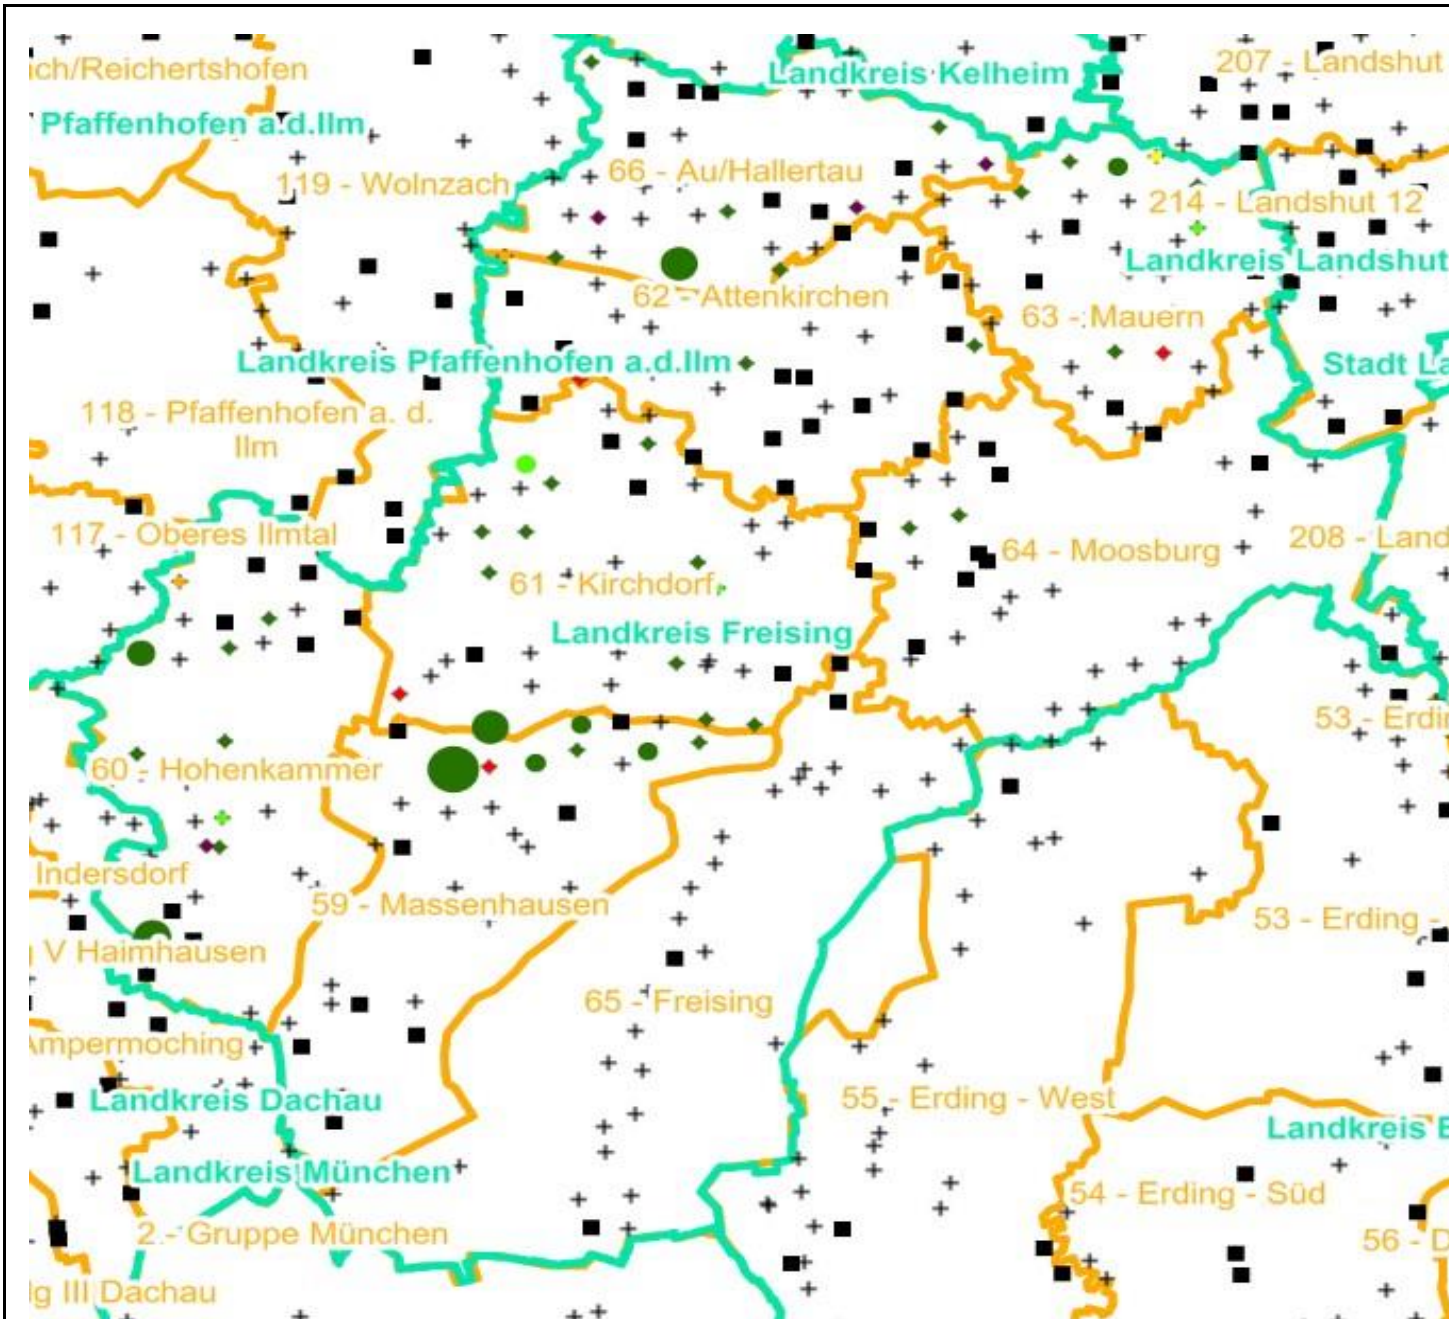 207 - Landshut
ich/Reichertshofen
Landkreis Kelheim
Pfaffenhofen a.d.Ilm
66 - Au/Hallertau
119 - Wolnzach
214 - Landshut 12
Landkreis Landshut
62 - Attenkirchen
63 - Mauern
Landkreis Pfaffenhofen a.d.Ilm
Stadt La
118 - Pfaffenhofen a. d.
Ilm
117 - Oberes Ilmtal
208 - Land
64 - Moosburg
61 - Kirchdorf
Landkreis Freising
53 - Erdin
60 - Hohenkammer
Indersdorf
59 - Massenhausen
53 - Erding -
V Haimhausen
65 - Freising
Ampermoching
Landkreis Dachau
55 - Erding - West
Landkreis E
Landkreis München
54 - Erding - Süd
2 - Gruppe München
56 - D
lg III Dachau